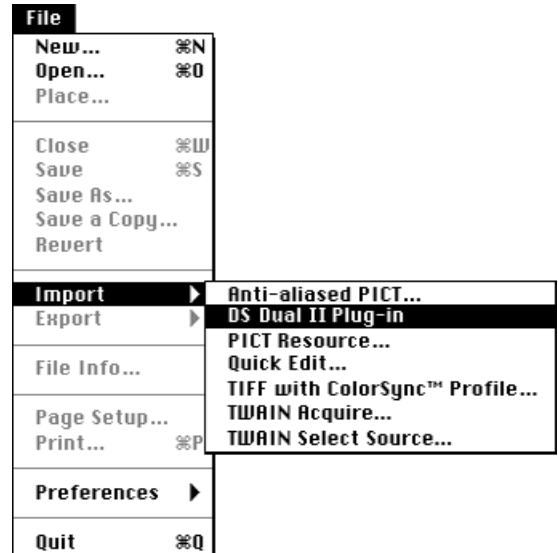 File
New... ⌘N
Open... ⌘O
Place...
Close ⌘W
Save ⌘S
Save As...
Save a Copy...
Revert
Import ▶
Export ▶
File Info...
Page Setup...
Print... ⌘P
Preferences ▶
Quit ⌘Q
Anti-aliased PICT...
DS Dual II Plug-in
PICT Resource...
Quick Edit...
TIFF with ColorSync™ Profile...
TWAIN Acquire...
TWAIN Select Source...